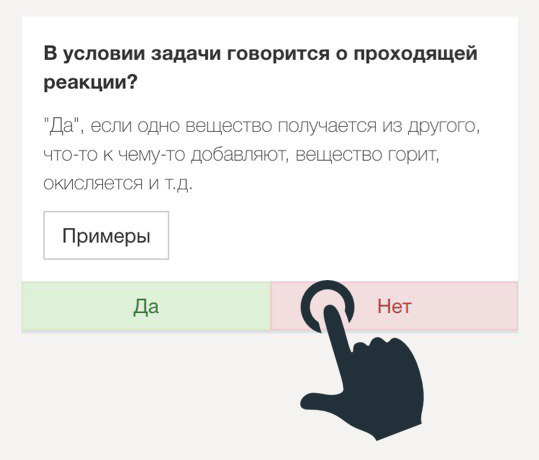 В условии задачи говорится о проходящей
реакции?
"Да", если одно вещество получается из другого,
что-то к чему-то добавляют, вещество горит,
окисляется и т.д.
Примеры
Да
Нет